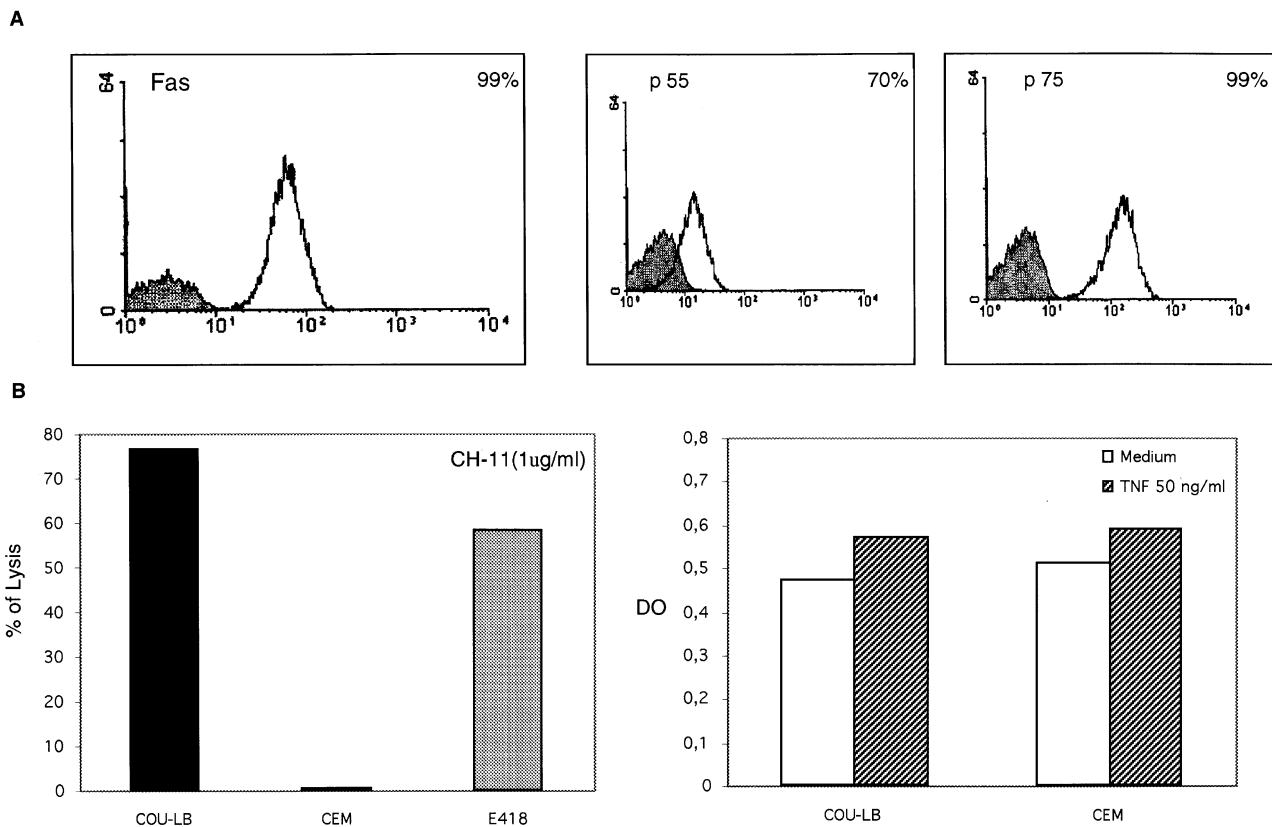 A
Fas 99%
64
0
10⁰ 10¹ 10² 10³ 10⁴
p 55 70%
64
0
10⁰ 10¹ 10² 10³ 10⁴
p 75 99%
64
0
10⁰ 10¹ 10² 10³ 10⁴
B
CH-11(1ug/ml)
% of Lysis
80
70
60
50
40
30
20
10
0
COU-LB CEM E418
Medium
TNF 50 ng/ml
DO
0,8
0,7
0,6
0,5
0,4
0,3
0,2
0,1
0
COU-LB CEM